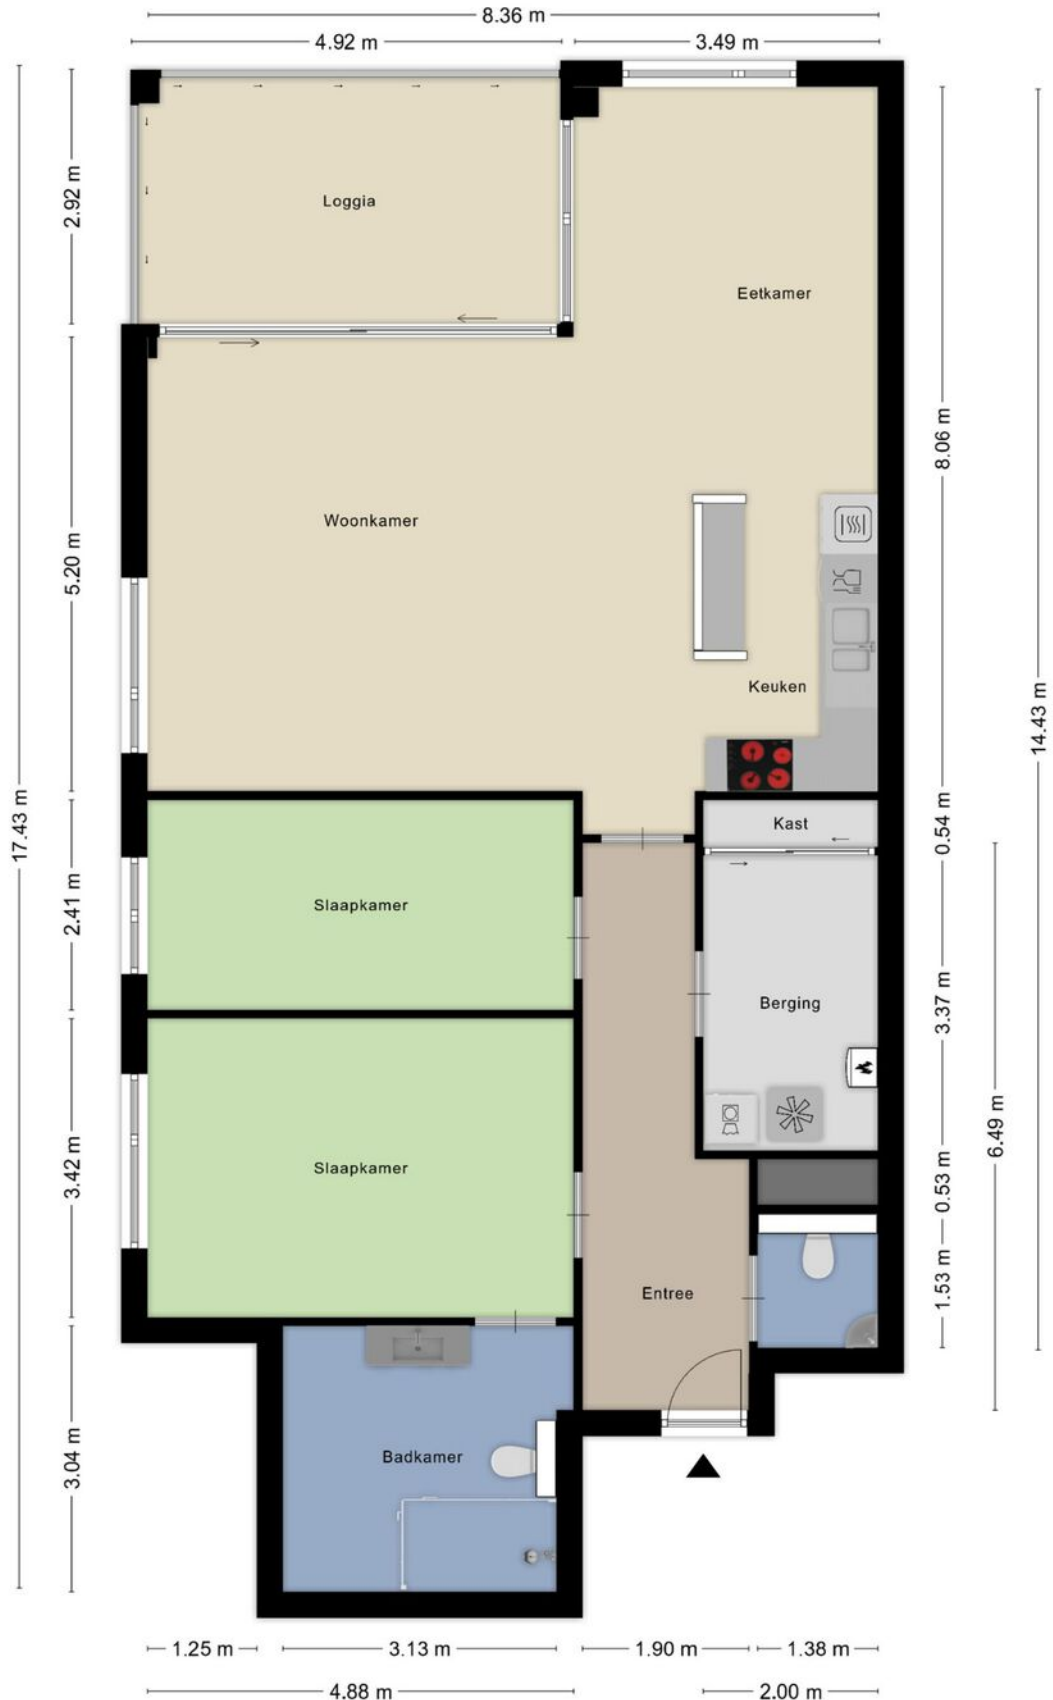 8.36 m
4.92 m
3.49 m
Loggia
2.92 m
Eetkamer
8.06 m
Woonkamer
5.20 m
Keuken
14.43 m
17.43 m
Kast
0.54 m
2.41 m
Slaapkamer
Berging
3.37 m
6.49 m
3.42 m
Slaapkamer
0.53 m
Entree
1.53 m
3.04 m
Badkamer
1.25 m
3.13 m
1.90 m
1.38 m
4.88 m
2.00 m